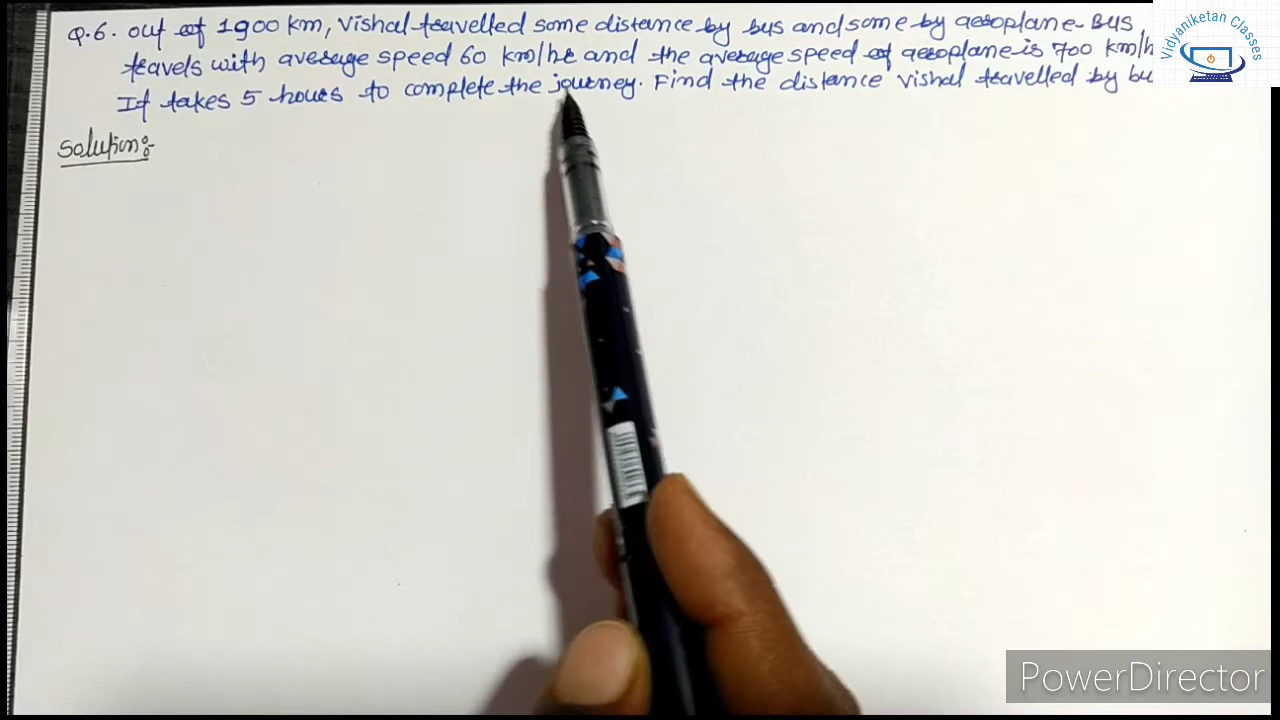 Q.6. Out of 1900 km, Vishal travelled some distance by bus and some by aeroplane. Bus
travels with average speed 60 km/hr and the average speed of aeroplane is 700 km/h
It takes 5 hours to complete the journey. Find the distance Vishal travelled by bu
Solution:
Vidyaniketan Classes
PowerDirector